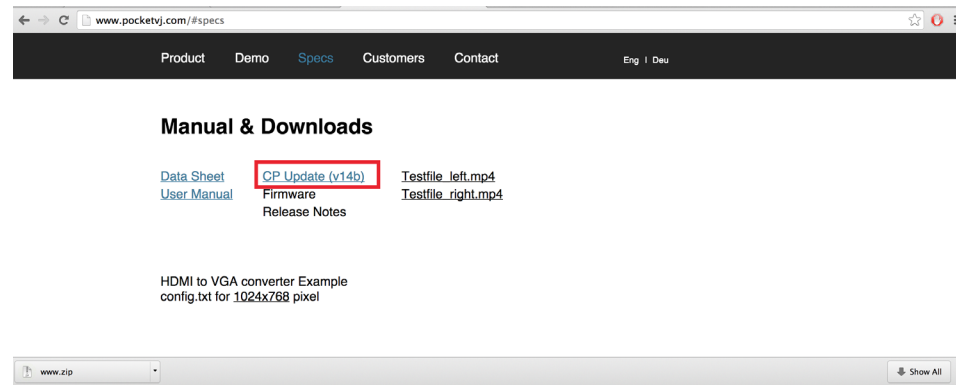 www.pocketvj.com/#specs
Product Demo Specs Customers Contact Eng | Deu
Manual & Downloads
Data Sheet CP Update (v14b) Testfile_left.mp4
User Manual Firmware Testfile_right.mp4
Release Notes
HDMI to VGA converter Example
config.txt for 1024x768 pixel
www.zip Show All